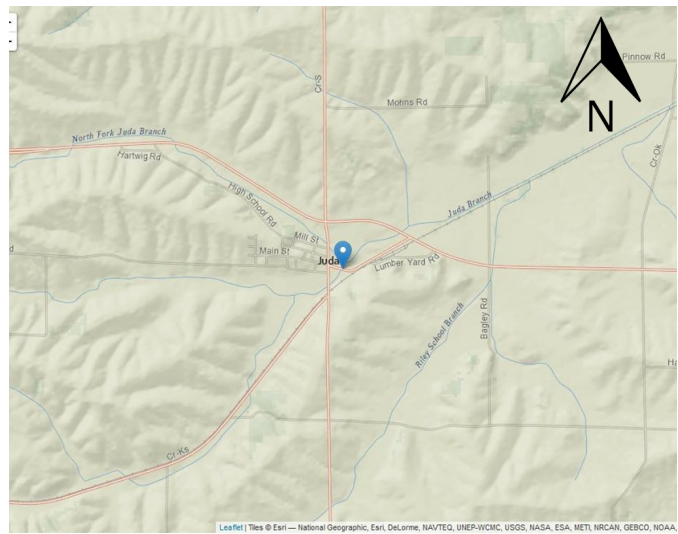 Pinnow Rd
N
Cr-S
Mohns Rd
North Fork Juda Branch
Hartwig Rd
Cr-Ok
High School Rd
Juda Branch
Mill St
Main St
Juda
Lumber Yard Rd
d
Riley School Branch
Bagley Rd
Ha
Cr-Ks
Leaflet | Tiles © Esri — National Geographic, Esri, DeLorme, NAVTEQ, UNEP-WCMC, USGS, NASA, ESA, METI, NRCAN, GEBCO, NOAA,